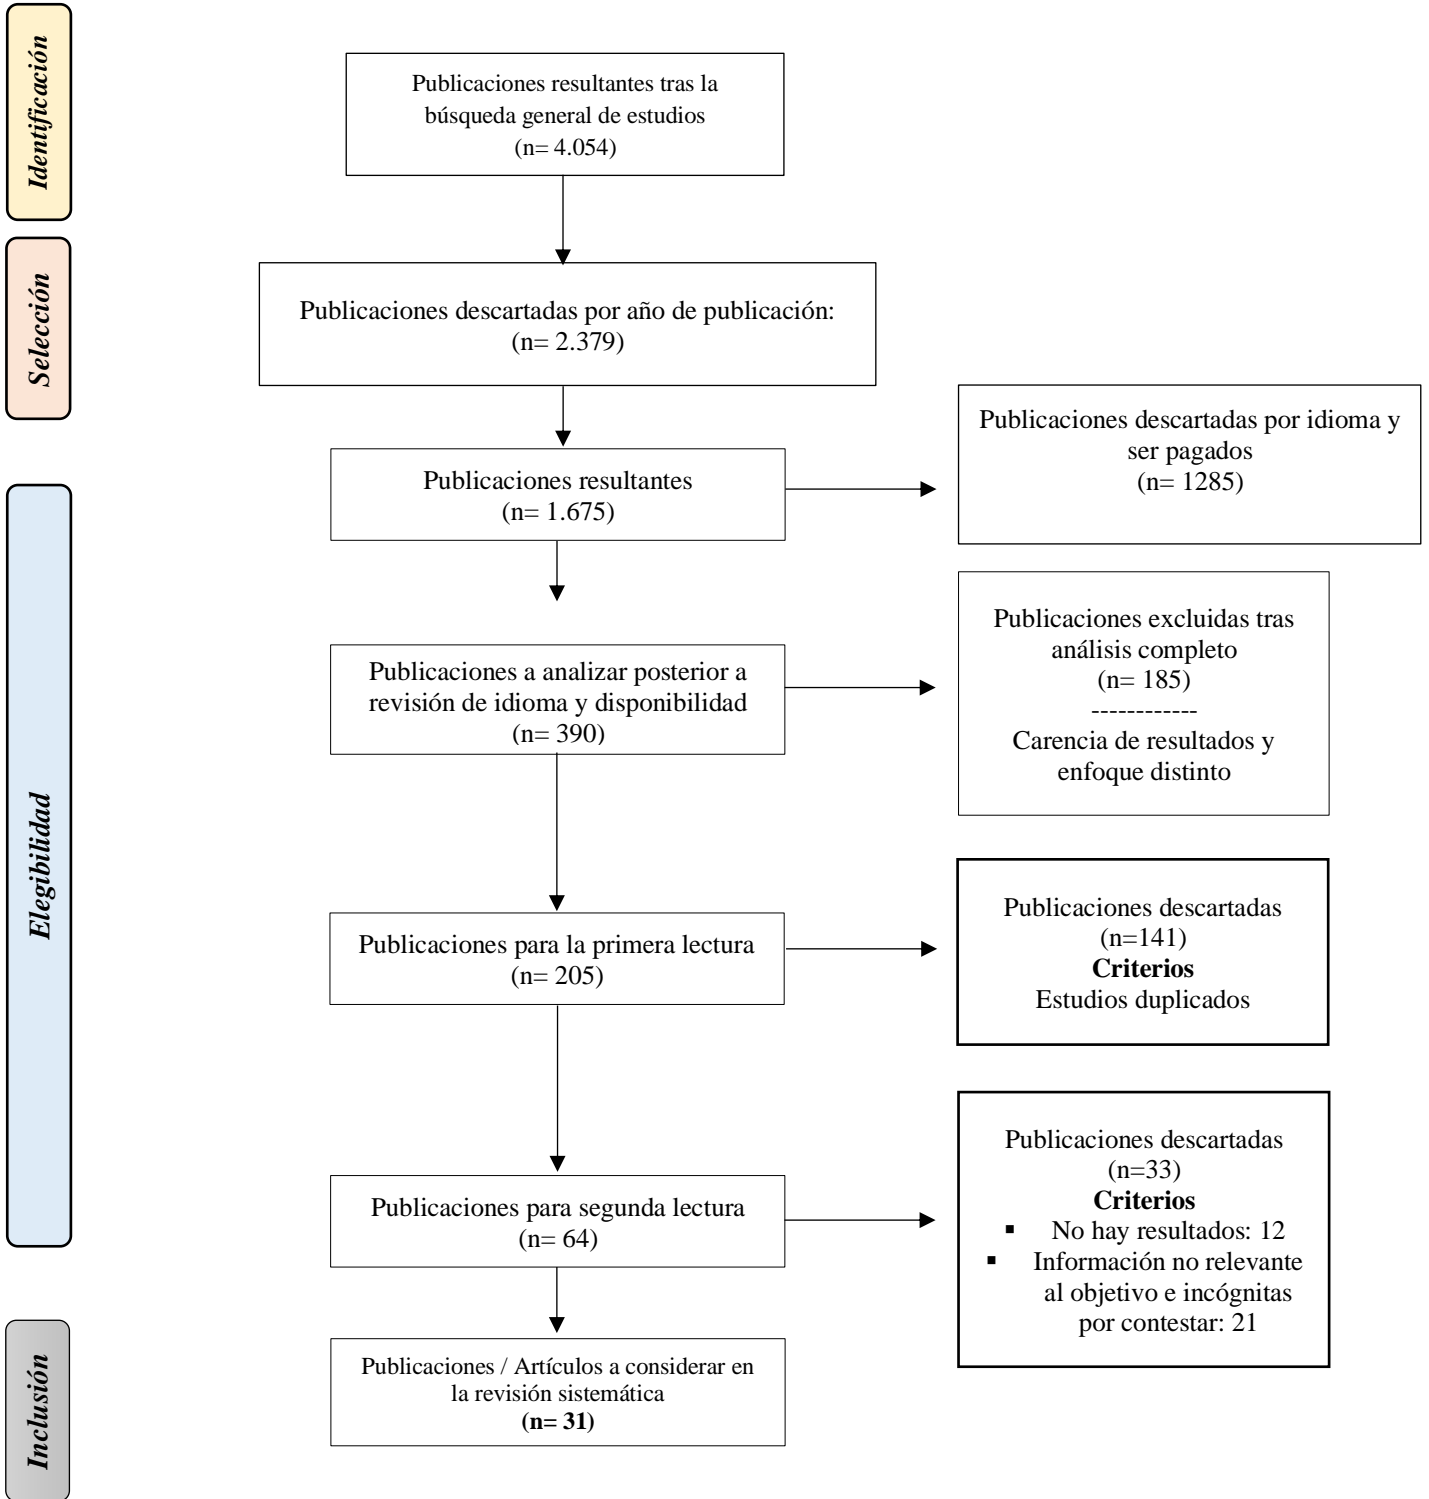 Identificación
Publicaciones resultantes tras la
búsqueda general de estudios
(n= 4.054)
Selección
Publicaciones descartadas por año de publicación:
(n= 2.379)
Publicaciones descartadas por idioma y
ser pagados
(n= 1285)
Publicaciones resultantes
(n= 1.675)
Elegibilidad
Publicaciones a analizar posterior a
revisión de idioma y disponibilidad
(n= 390)
Publicaciones excluidas tras
análisis completo
(n= 185)
------------
Carencia de resultados y
enfoque distinto
Publicaciones para la primera lectura
(n= 205)
Publicaciones descartadas
(n=141)
Criterios
Estudios duplicados
Publicaciones para segunda lectura
(n= 64)
Publicaciones descartadas
(n=33)
Criterios
▪ No hay resultados: 12
▪ Información no relevante
al objetivo e incógnitas
por contestar: 21
Inclusión
Publicaciones / Artículos a considerar en
la revisión sistemática
(n= 31)